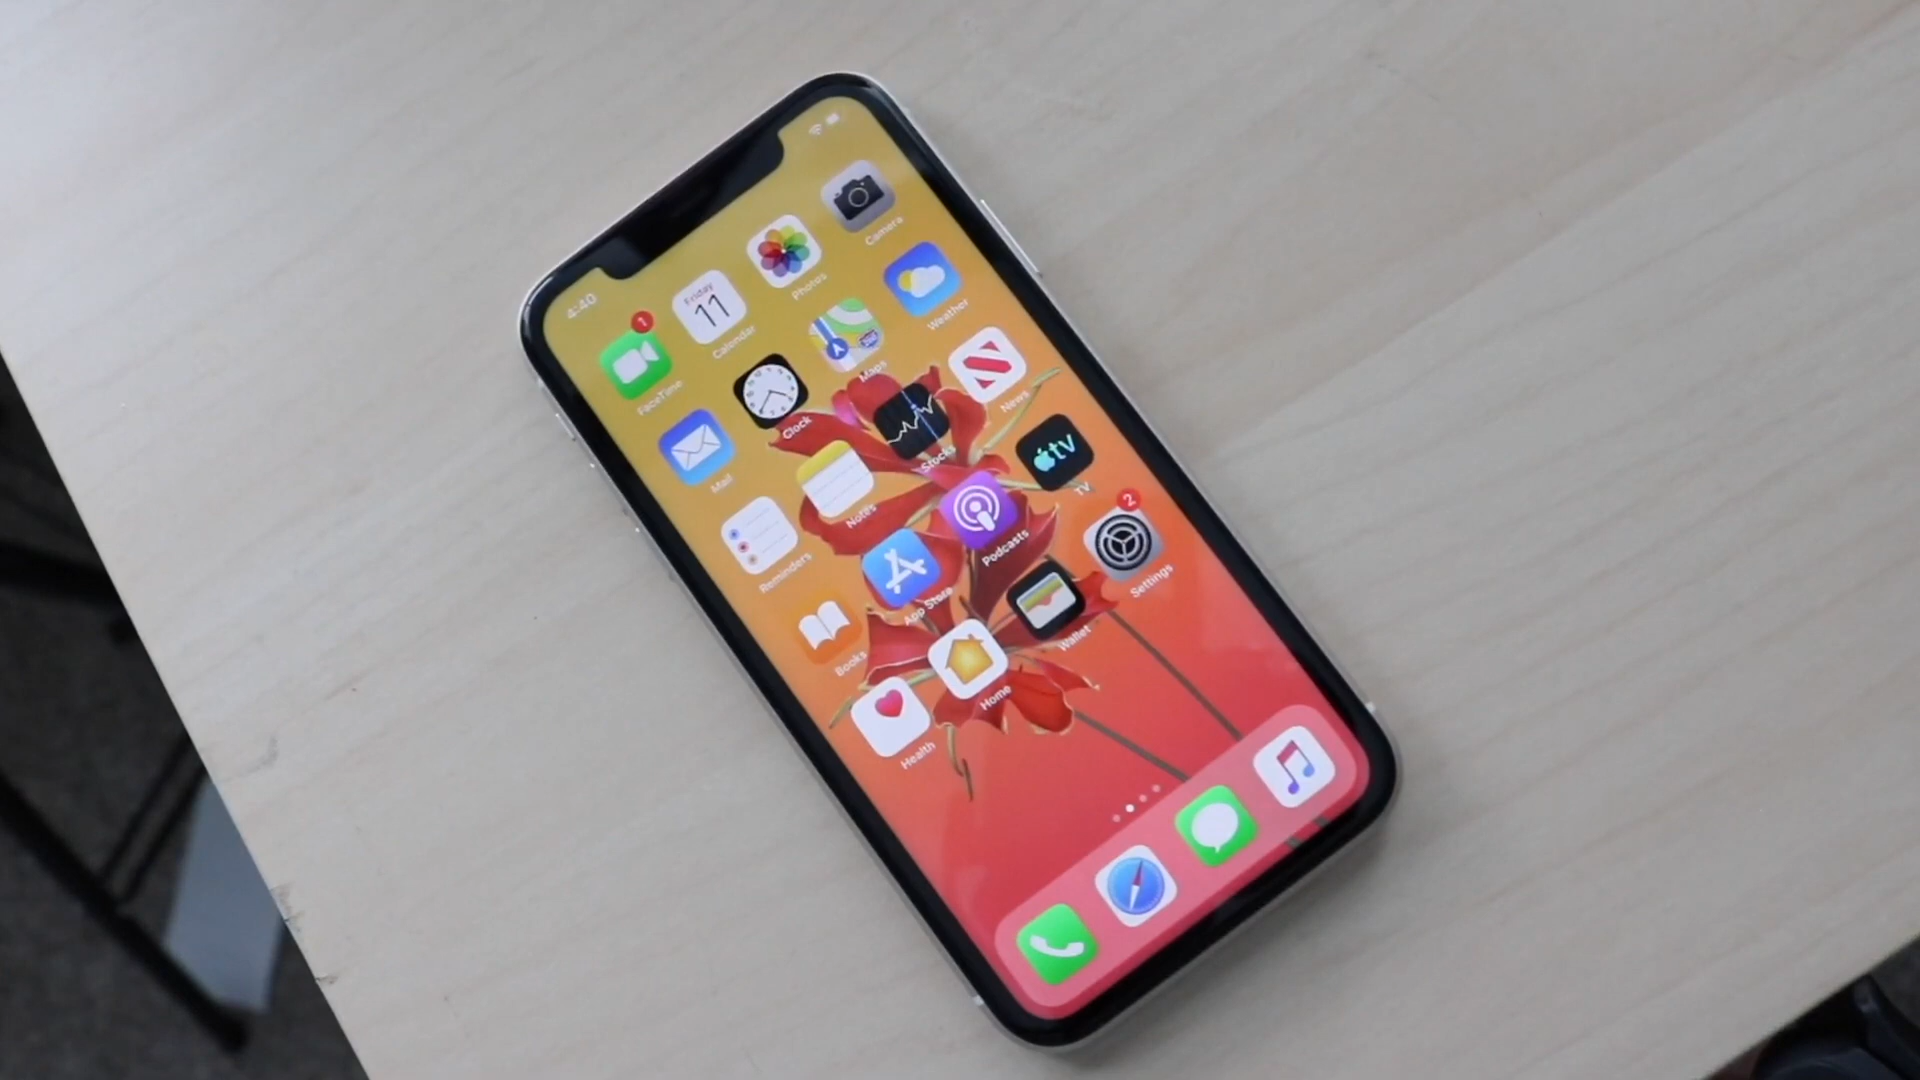 4:40
1
FaceTime
Friday
11
Calendar
Photos
Camera
Mail
Clock
Maps
Weather
Reminders
Notes
Stocks
News
Books
App Store
Podcasts
tv
TV
Health
Home
Wallet
2
Settings